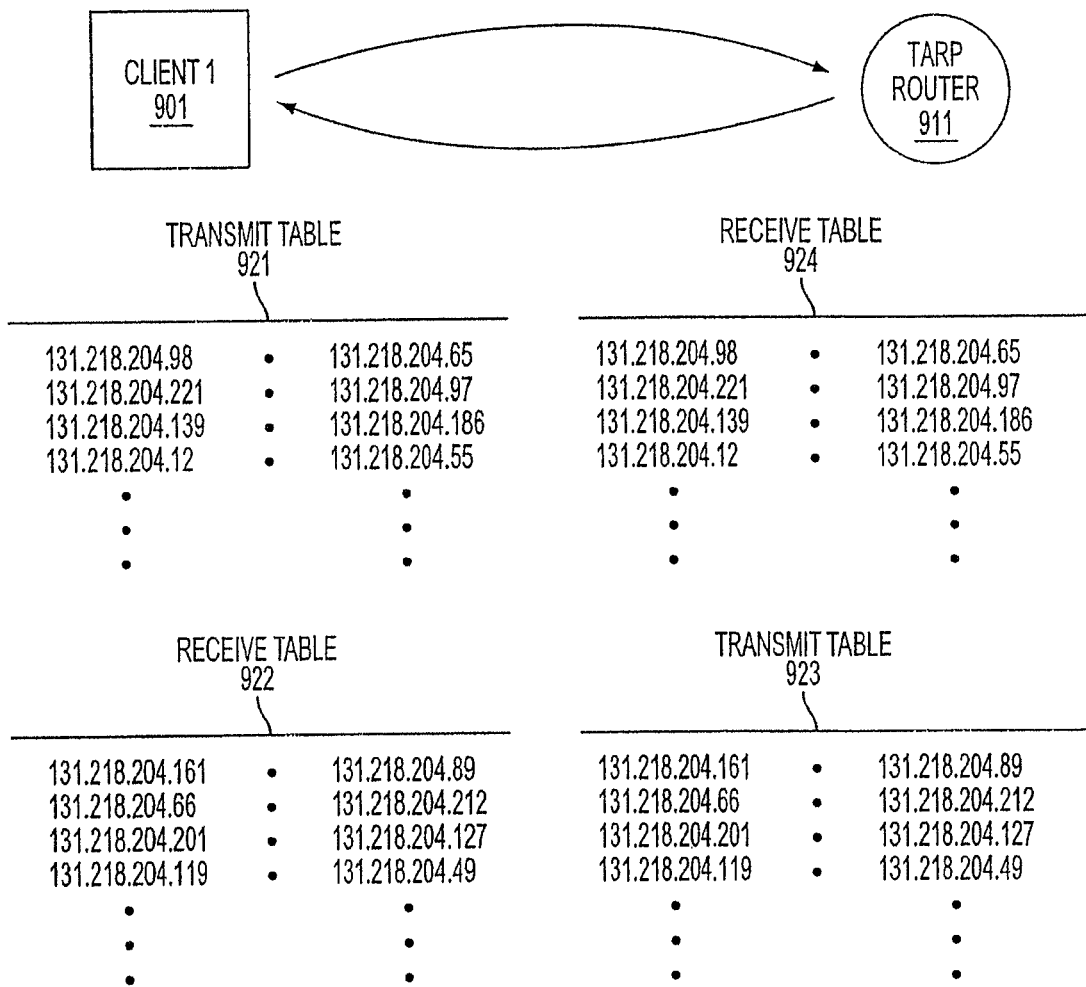 CLIENT 1
901
TARP
ROUTER
911
TRANSMIT TABLE
921
131.218.204.98 • 131.218.204.65
131.218.204.221 • 131.218.204.97
131.218.204.139 • 131.218.204.186
131.218.204.12 • 131.218.204.55
RECEIVE TABLE
924
131.218.204.98 • 131.218.204.65
131.218.204.221 • 131.218.204.97
131.218.204.139 • 131.218.204.186
131.218.204.12 • 131.218.204.55
RECEIVE TABLE
922
131.218.204.161 • 131.218.204.89
131.218.204.66 • 131.218.204.212
131.218.204.201 • 131.218.204.127
131.218.204.119 • 131.218.204.49
TRANSMIT TABLE
923
131.218.204.161 • 131.218.204.89
131.218.204.66 • 131.218.204.212
131.218.204.201 • 131.218.204.127
131.218.204.119 • 131.218.204.49